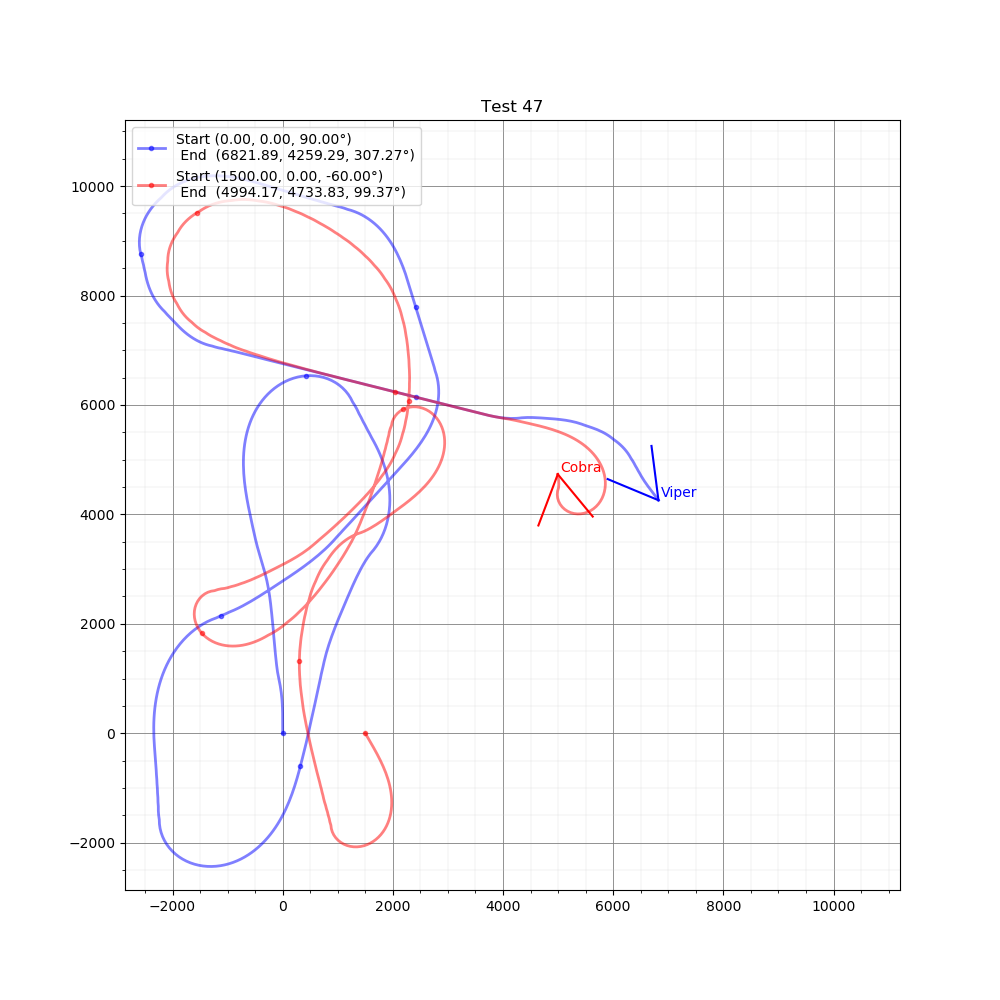 Test 47
Start (0.00, 0.00, 90.00°)
End (6821.89, 4259.29, 307.27°)
Start (1500.00, 0.00, -60.00°)
End (4994.17, 4733.83, 99.37°)
10000
8000
6000
4000
2000
0
−2000
Cobra
Viper
−2000
0
2000
4000
6000
8000
10000